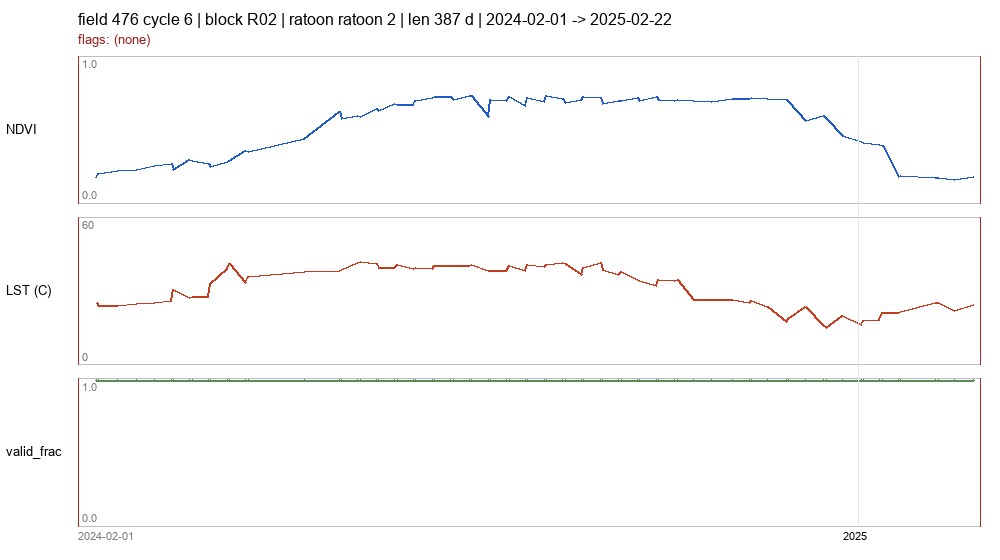 field 476 cycle 6 | block R02 | ratoon ratoon 2 | len 387 d | 2024-02-01 -> 2025-02-22
flags: (none)
1.0
NDVI
0.0
60
LST (C)
0
1.0
valid_frac
0.0
2024-02-01 2025